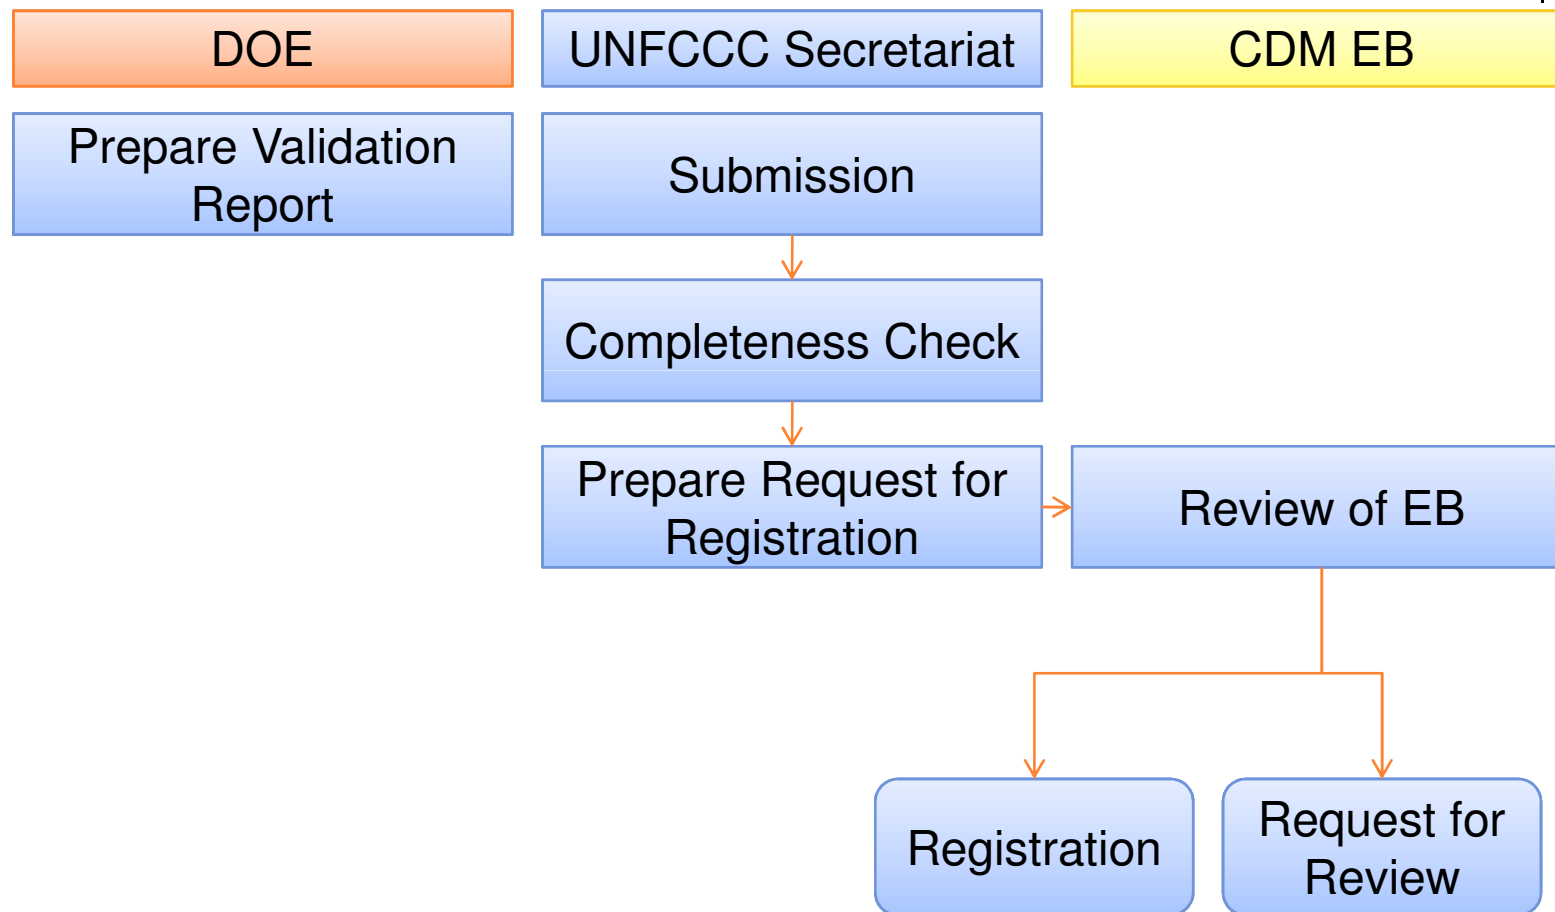 DOE
UNFCCC Secretariat
CDM EB
Prepare Validation
Report
Submission
Completeness Check
Prepare Request for
Registration
Review of EB
Registration
Request for
Review